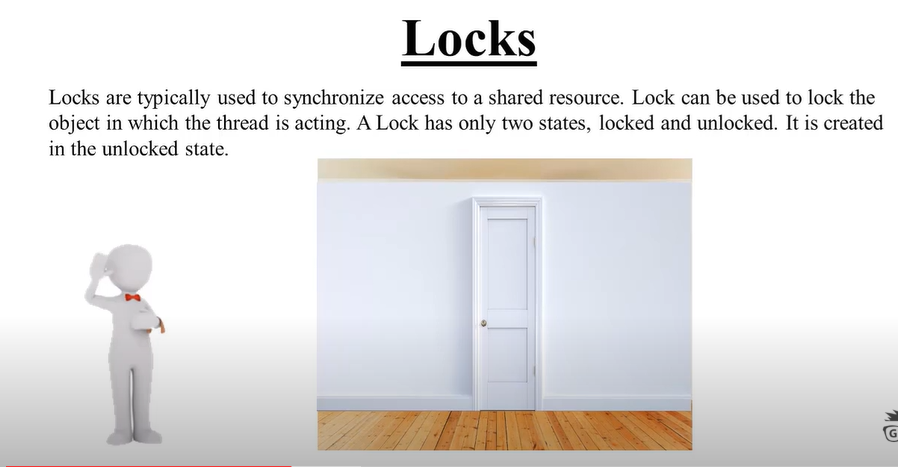 Locks
Locks are typically used to synchronize access to a shared resource. Lock can be used to lock the
object in which the thread is acting. A Lock has only two states, locked and unlocked. It is created
in the unlocked state.
G